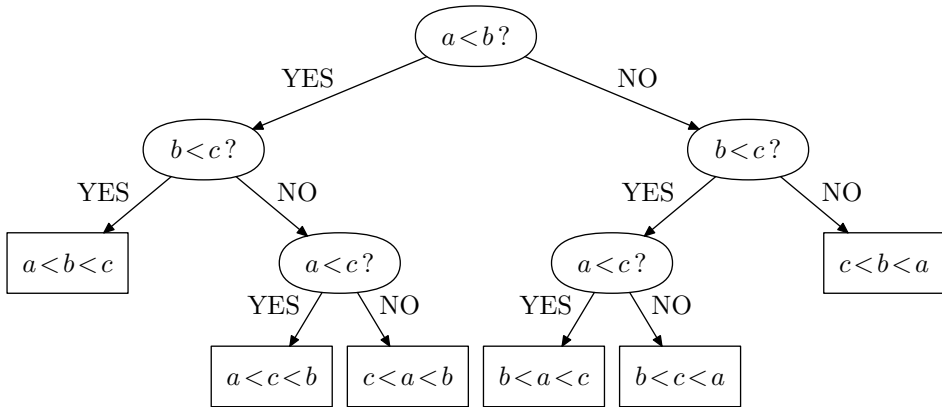 a < b ?
YES NO
b < c ? b < c ?
YES NO YES NO
a < b < c a < c ? a < c ? c < b < a
YES NO YES NO
a < c < b c < a < b b < a < c b < c < a